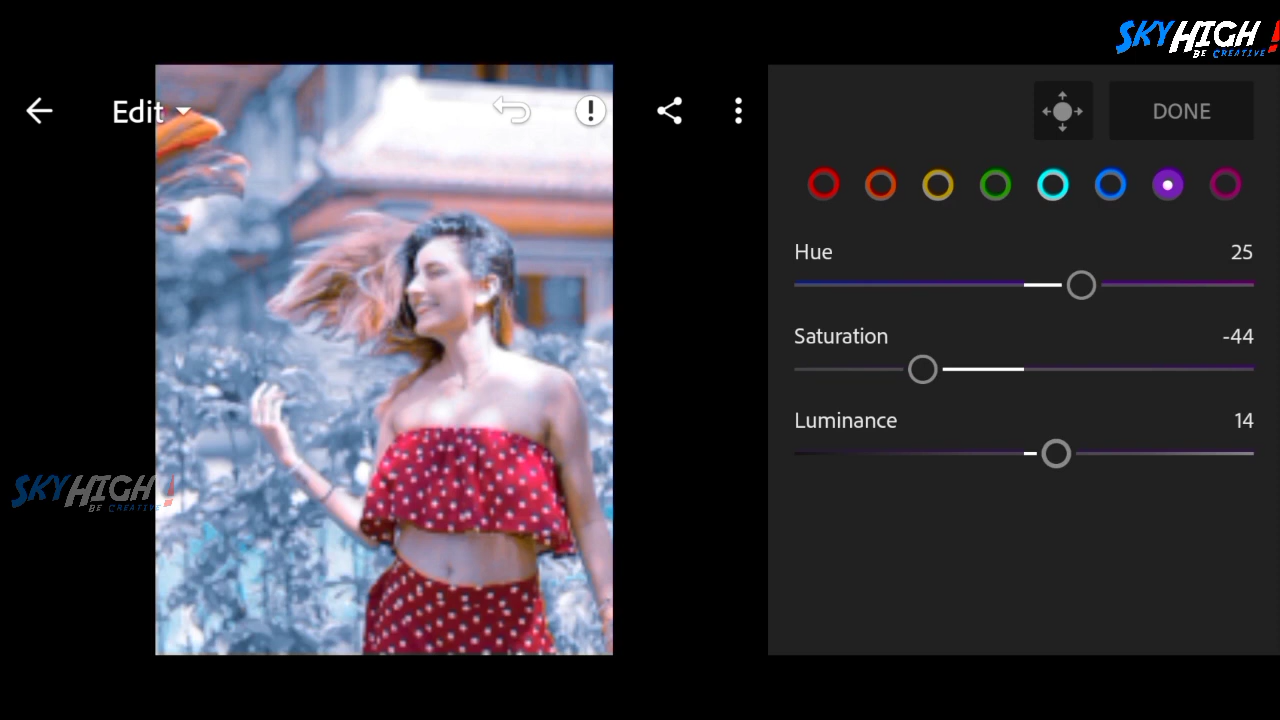 SKYHIGH!
BE CREATIVE
Edit
DONE
Hue 25
Saturation -44
Luminance 14
SKYHIGH!
BE CREATIVE